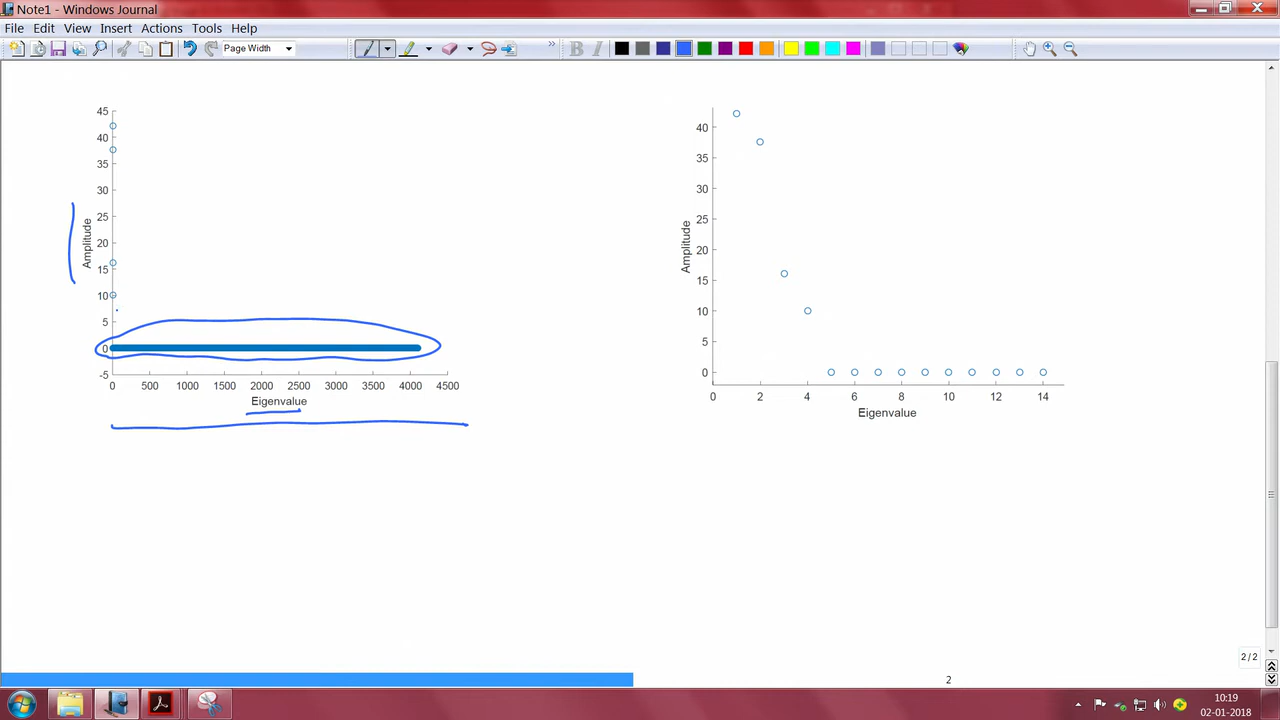 Note1 - Windows Journal
File Edit View Insert Actions Tools Help
Page Width
B I
45
40
35
30
25
20
15
10
5
0
-5
Amplitude
0 500 1000 1500 2000 2500 3000 3500 4000 4500
Eigenvalue
40
35
30
25
20
15
10
5
0
Amplitude
0 2 4 6 8 10 12 14
Eigenvalue
2 / 2
2
10:19
02-01-2018